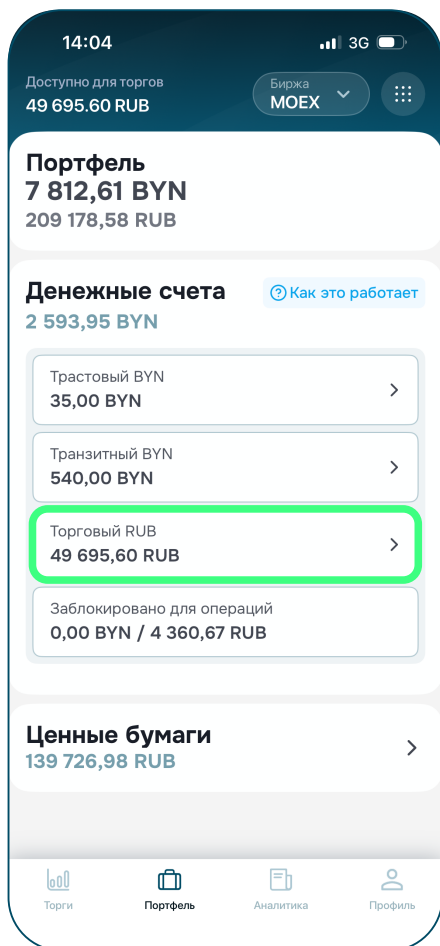 14:04
3G
Доступно для торгов
49 695.60 RUB
Биржа
MOEX
Портфель
7 812,61 BYN
209 178,58 RUB
Денежные счета
Как это работает
2 593,95 BYN
Трастовый BYN
35,00 BYN
Транзитный BYN
540,00 BYN
Торговый RUB
49 695,60 RUB
Заблокировано для операций
0,00 BYN / 4 360,67 RUB
Ценные бумаги
139 726,98 RUB
Торги
Портфель
Аналитика
Профиль